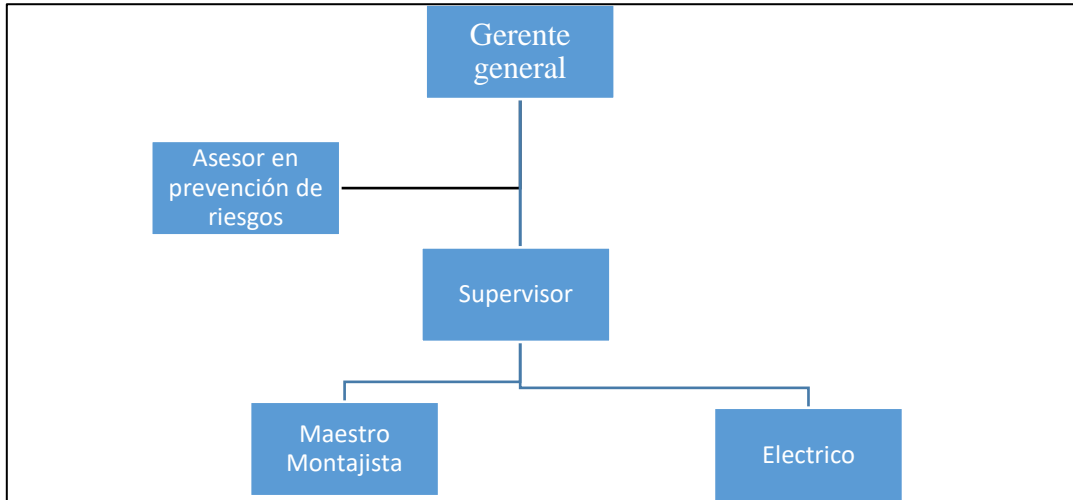 Gerente
general
Asesor en
prevención de
riesgos
Supervisor
Maestro
Montajista
Electrico